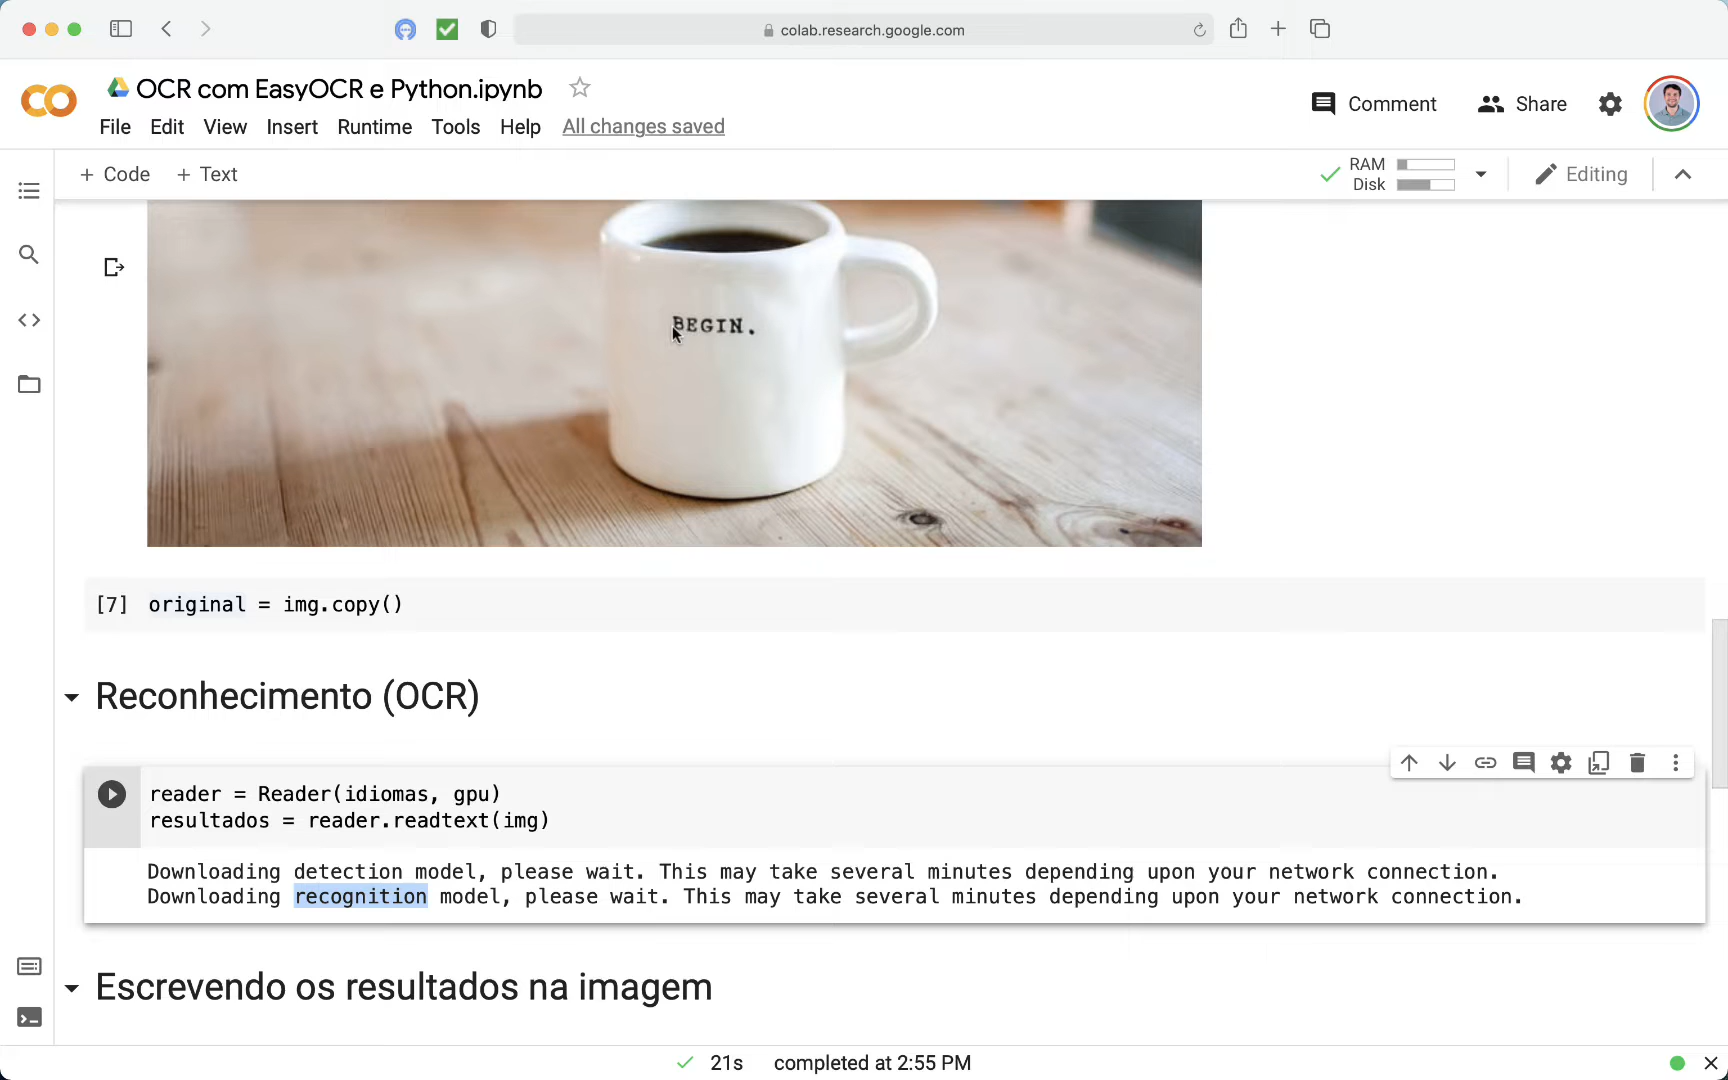 colab.research.google.com
OCR com EasyOCR e Python.ipynb
File Edit View Insert Runtime Tools Help All changes saved
Comment Share
+ Code + Text
RAM
Disk
Editing
BEGIN.
[7] original = img.copy()
Reconhecimento (OCR)
reader = Reader(idiomas, gpu)
resultados = reader.readtext(img)
Downloading detection model, please wait. This may take several minutes depending upon your network connection.
Downloading recognition model, please wait. This may take several minutes depending upon your network connection.
Escrevendo os resultados na imagem
21s completed at 2:55 PM